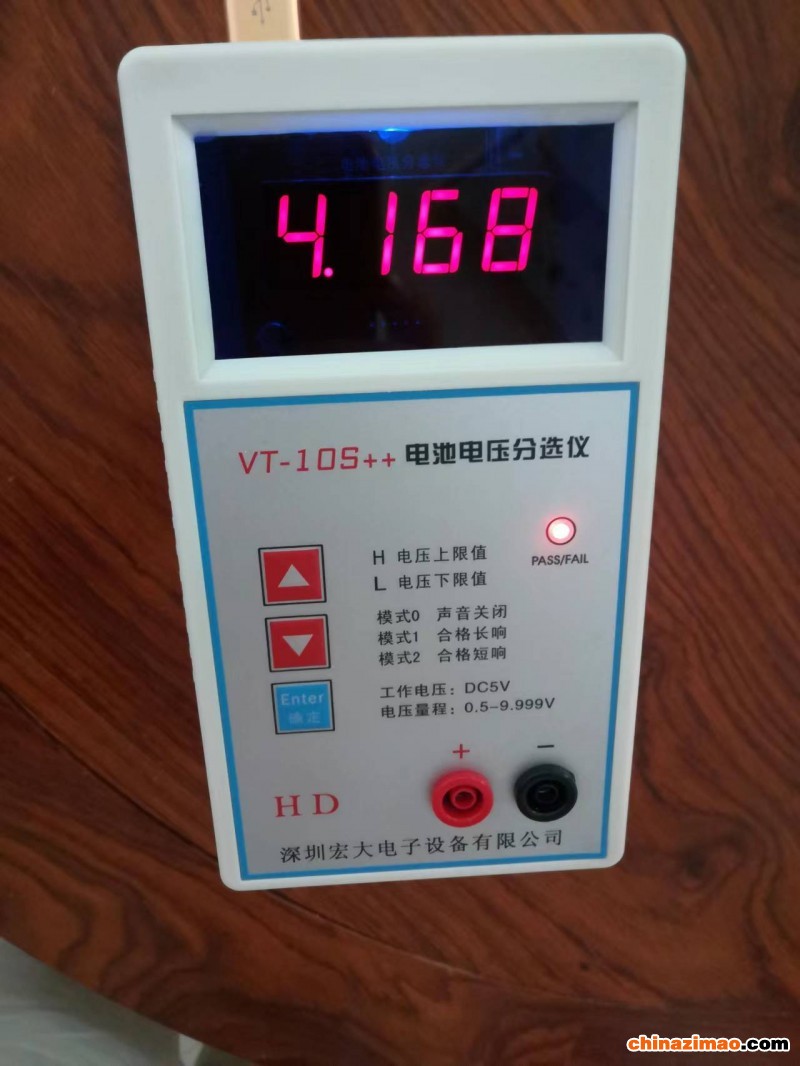 4.168
VT-10S++ 电池电压分选仪
H 电压上限值
L 电压下限值
PASS/FAIL
模式0 声音关闭
模式1 合格长响
模式2 合格短响
Enter
确定
工作电压：DC5V
电压量程：0.5-9.999V
+ −
HD
深圳宏大电子设备有限公司
chinazimao.com